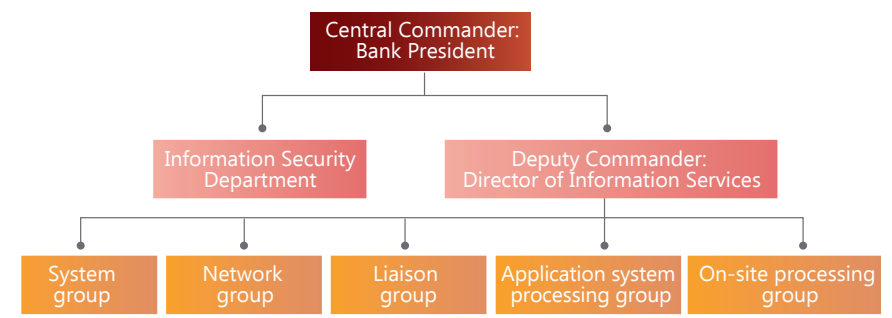 Central Commander:
Bank President
Information Security
Department
Deputy Commander:
Director of Information Services
System
group
Network
group
Liaison
group
Application system
processing group
On-site processing
group